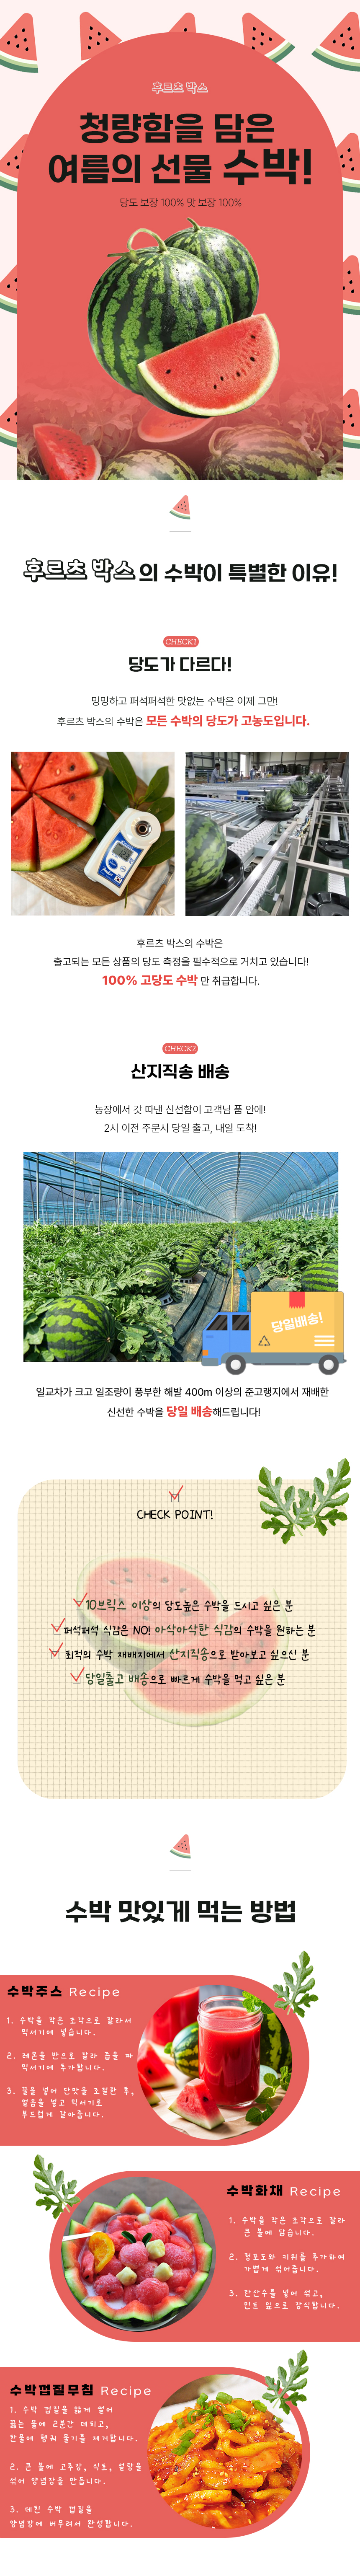 후르츠 박스
청량함을 담은
여름의 선물 수박!
당도 보장 100% 맛 보장 100%
후르츠 박스의 수박이 특별한 이유!
CHECK1
당도가 다르다!
밍밍하고 퍼석퍼석한 맛없는 수박은 이제 그만!
후르츠 박스의 수박은 모든 수박의 당도가 고농도입니다.
후르츠 박스의 수박은
출고되는 모든 상품의 당도 측정을 필수적으로 거치고 있습니다!
100% 고당도 수박 만 취급합니다.
CHECK2
산지직송 배송
농장에서 갓 따낸 신선함이 고객님 품 안에!
2시 이전 주문시 당일 출고, 내일 도착!
당일배송!
일교차가 크고 일조량이 풍부한 해발 400m 이상의 준고랭지에서 재배한
신선한 수박을 당일 배송해드립니다!
CHECK POINT!
10브릭스 이상의 당도높은 수박을 드시고 싶은 분
퍼석퍼석 식감은 NO! 아삭아삭한 식감의 수박을 원하는 분
최적의 수박 재배지에서 산지직송으로 받아보고 싶으신 분
당일출고 배송으로 빠르게 수박을 먹고 싶은 분
수박 맛있게 먹는 방법
수박주스 Recipe
1. 수박을 작은 조각으로 잘라서
믹서기에 넣습니다.
2. 레몬을 반으로 잘라 즙을 짜
믹서기에 추가합니다.
3. 꿀을 넣어 단맛을 조절한 후,
얼음을 넣고 믹서기로
부드럽게 갈아줍니다.
수박화채 Recipe
1. 수박을 작은 조각으로 잘라
큰 볼에 담습니다.
2. 청포도와 키위를 추가하여
가볍게 섞어줍니다.
3. 탄산수를 넣어 섞고,
민트 잎으로 장식합니다.
수박껍질무침 Recipe
1. 수박 껍질을 얇게 썰어
끓는 물에 2분간 데치고,
찬물에 헹궈 물기를 제거합니다.
2. 큰 볼에 고추장, 식초, 설탕을
섞어 양념장을 만듭니다.
3. 데친 수박 껍질을
양념장에 버무려서 완성합니다.